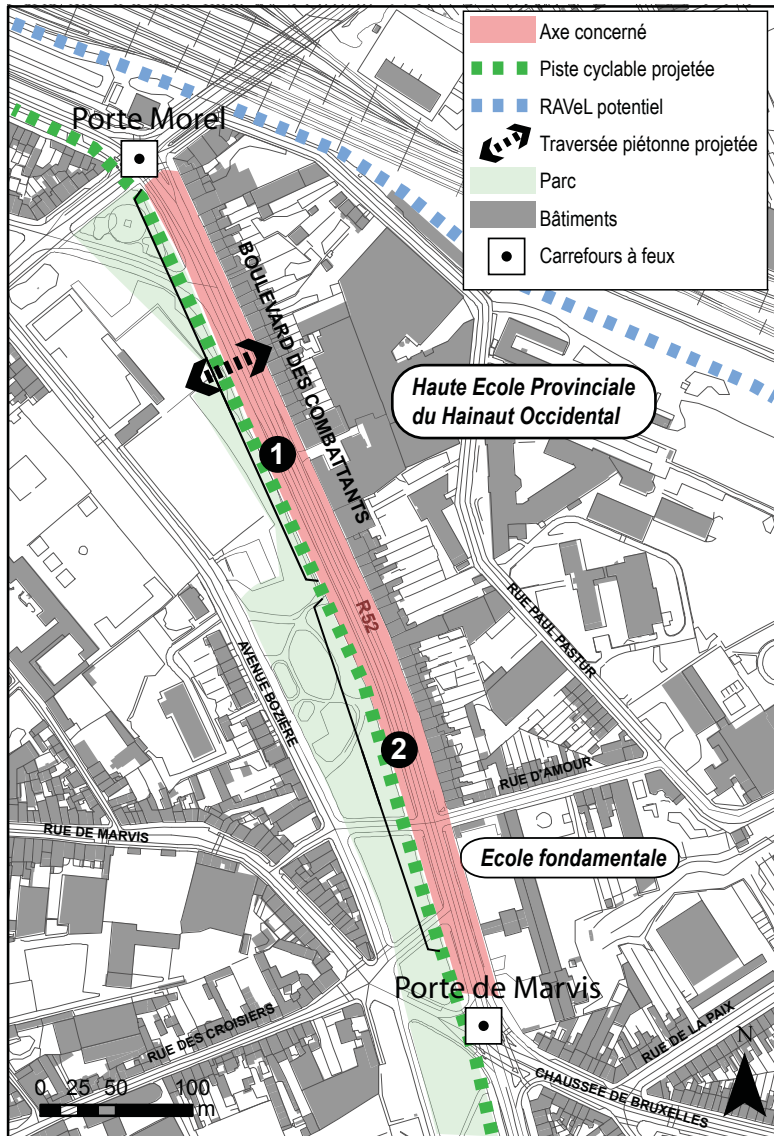 Axe concerné
Piste cyclable projetée
RAVeL potentiel
Traversée piétonne projetée
Parc
Bâtiments
Carrefours à feux
Porte Morel
BOULEVARD DES COMBATTANTS
Haute Ecole Provinciale
du Hainaut Occidental
1
R52
RUE PAUL PASTUR
AVENUE BOZIÈRE
2
RUE D'AMOUR
RUE DE MARVIS
Ecole fondamentale
Porte de Marvis
RUE DES CROISIERS
RUE DE LA PAIX
N
CHAUSSÉE DE BRUXELLES
0 25 50 100
m